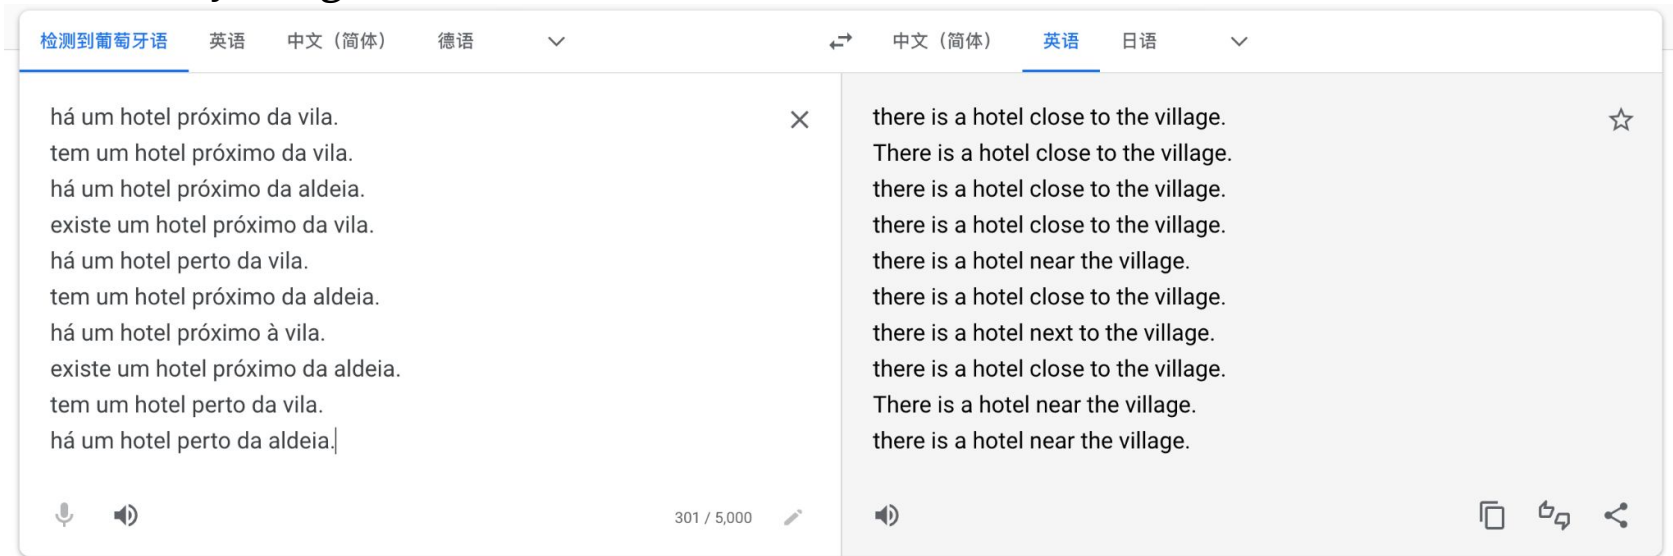 检测到葡萄牙语 英语 中文（简体） 德语 中文（简体） 英语 日语
há um hotel próximo da vila.
tem um hotel próximo da vila.
há um hotel próximo da aldeia.
existe um hotel próximo da vila.
há um hotel perto da vila.
tem um hotel próximo da aldeia.
há um hotel próximo à vila.
existe um hotel próximo da aldeia.
tem um hotel perto da vila.
há um hotel perto da aldeia.
301 / 5,000
there is a hotel close to the village.
There is a hotel close to the village.
there is a hotel close to the village.
there is a hotel close to the village.
there is a hotel near the village.
there is a hotel close to the village.
there is a hotel next to the village.
there is a hotel close to the village.
There is a hotel near the village.
there is a hotel near the village.